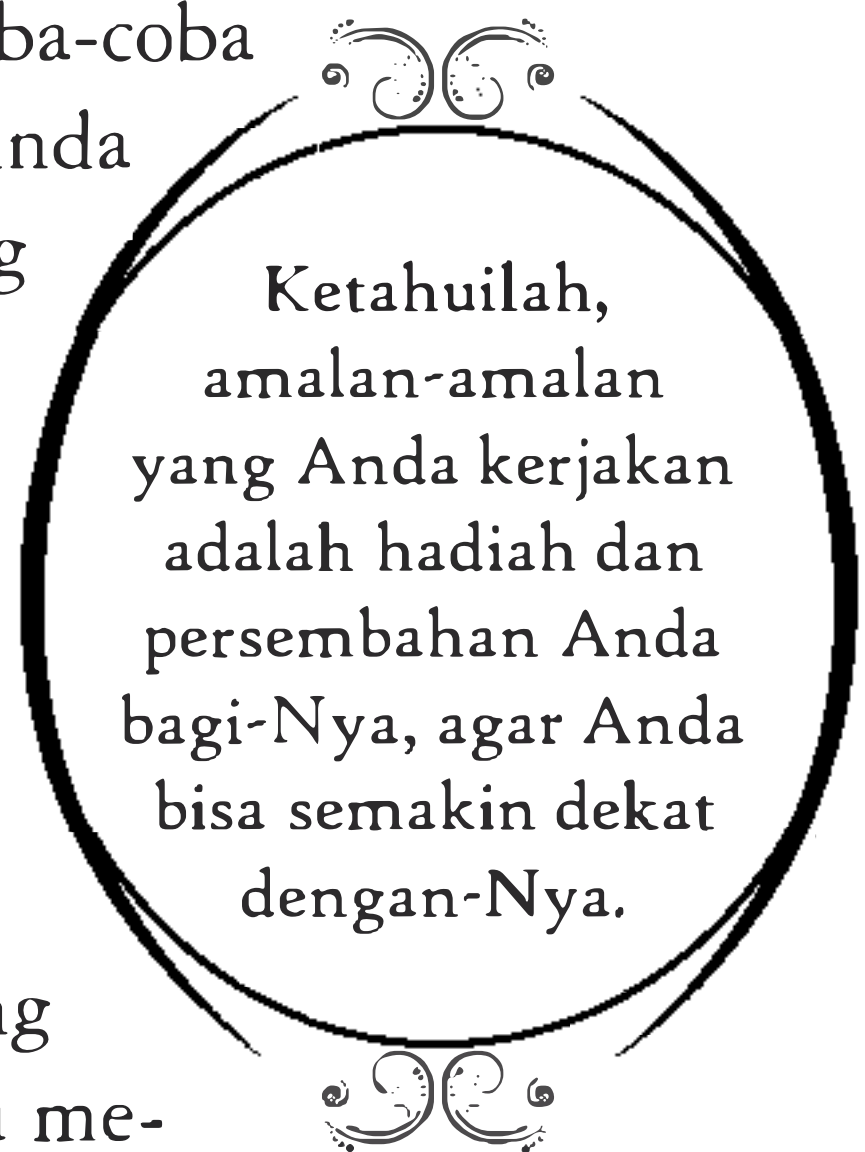 ba-coba
nda
g
Ketahuilah,
amalan-amalan
yang Anda kerjakan
adalah hadiah dan
persembahan Anda
bagi-Nya, agar Anda
bisa semakin dekat
dengan-Nya.
g
me-